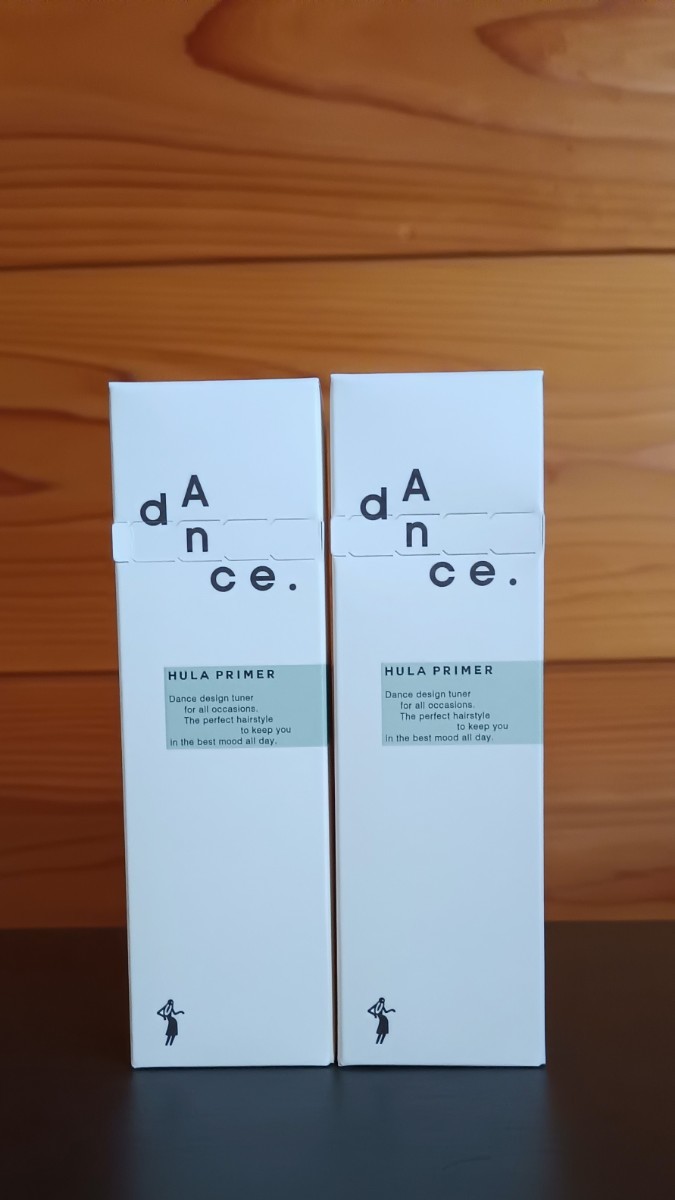 d A
n
ce.
HULA PRIMER
Dance design tuner
for all occasions.
The perfect hairstyle
to keep you
in the best mood all day.
d A
n
ce.
HULA PRIMER
Dance design tuner
for all occasions.
The perfect hairstyle
to keep you
in the best mood all day.